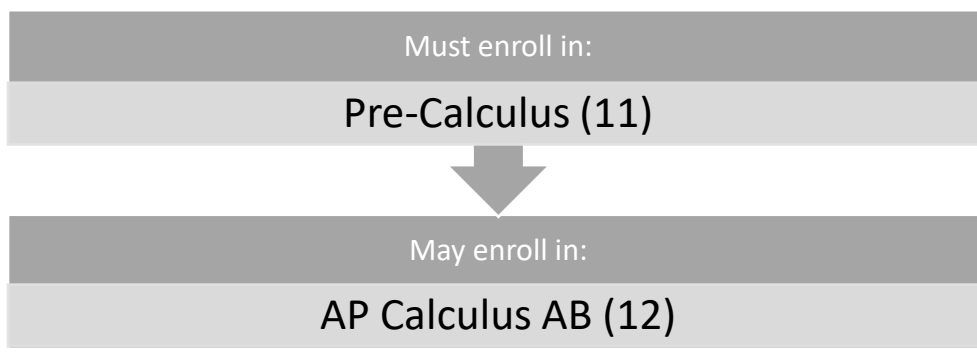 Must enroll in:
Pre-Calculus (11)
May enroll in:
AP Calculus AB (12)